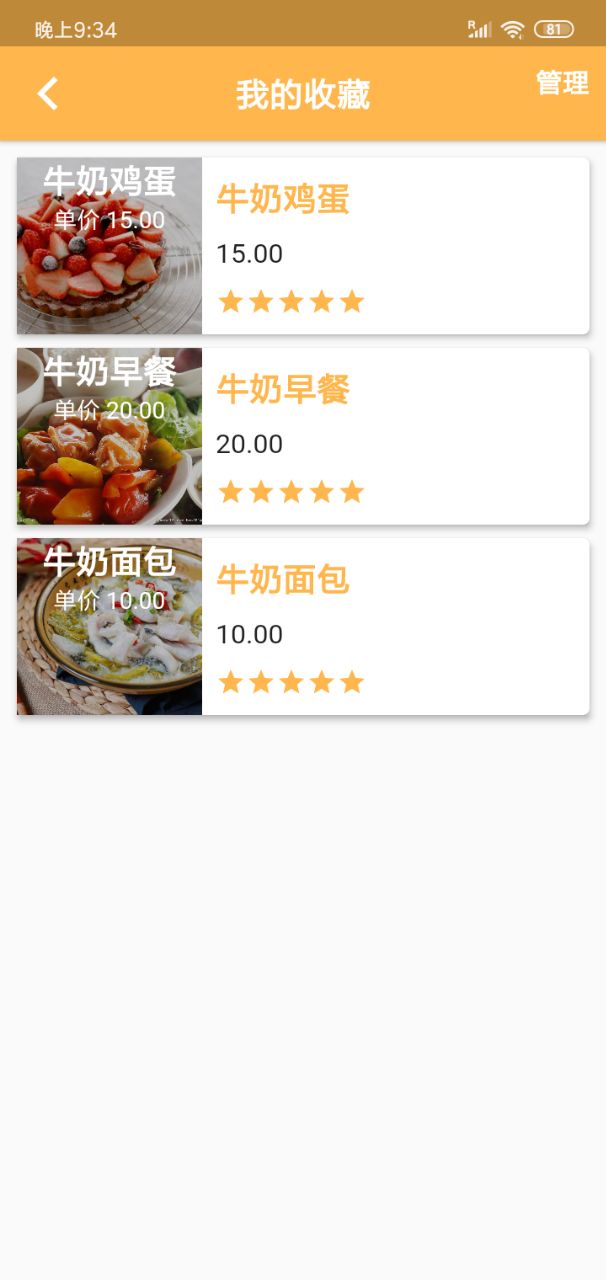 晚上9:34
R
81
我的收藏
管理
牛奶鸡蛋
单价 15.00
牛奶鸡蛋
15.00
牛奶早餐
单价 20.00
牛奶早餐
20.00
牛奶面包
单价 10.00
牛奶面包
10.00